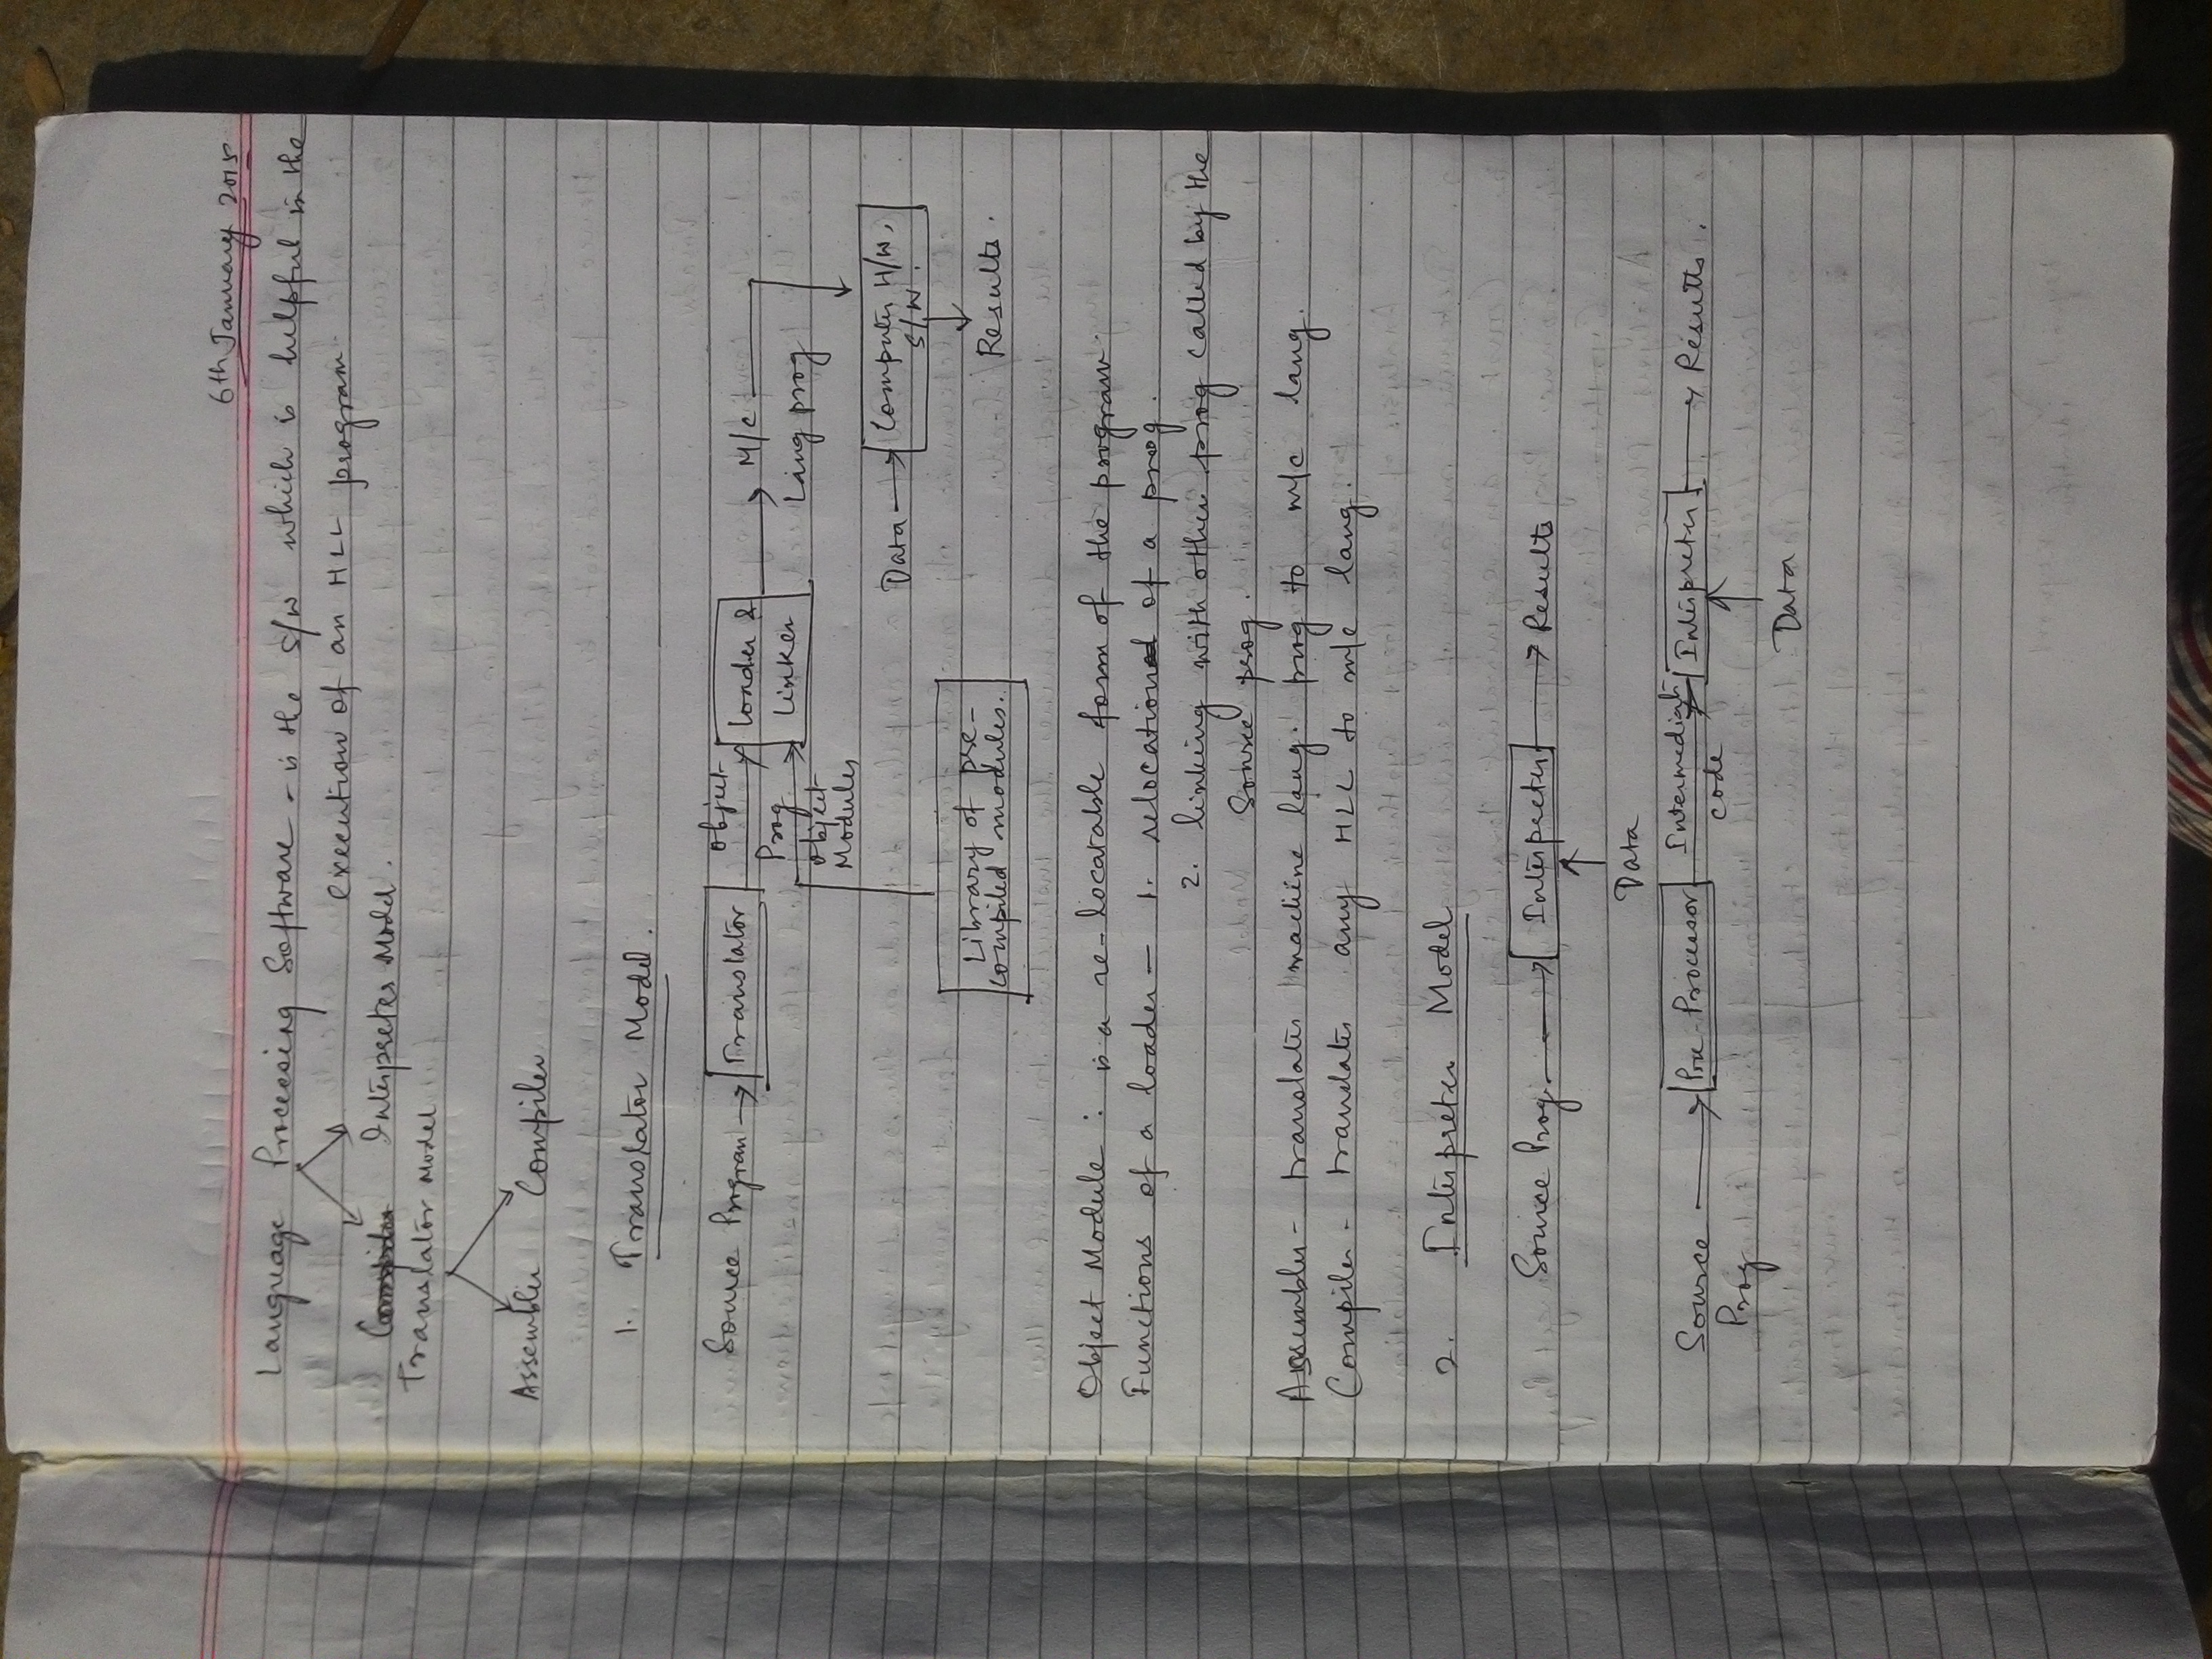 6th January 2015
Language Processing Software - is the S/W which is helpful in the
execution of an HLL program
Interpreter Model.
Translator Model
Assembler Compiler
1. Translator Model.
Source Program → Translator object Loader & → M/C
Prog → Linker Lang prog
object
Modules
Data → Computer H/W,
S/W.
Library of pre-
compiled modules.
Results.
Object Module: is a re-locatable form of the program.
Functions of a loader - 1. relocation of a prog.
2. linking with other prog called by the
Source prog.
Assembler - translates machine lang. prog to m/c lang.
Compiler - translates any HLL to m/c lang.
2. Interpreter Model
Source Prog. → Interpreter → Results
Data
Source → Pre-Processor Intermediate Interpreter → Results.
Prog code
Data